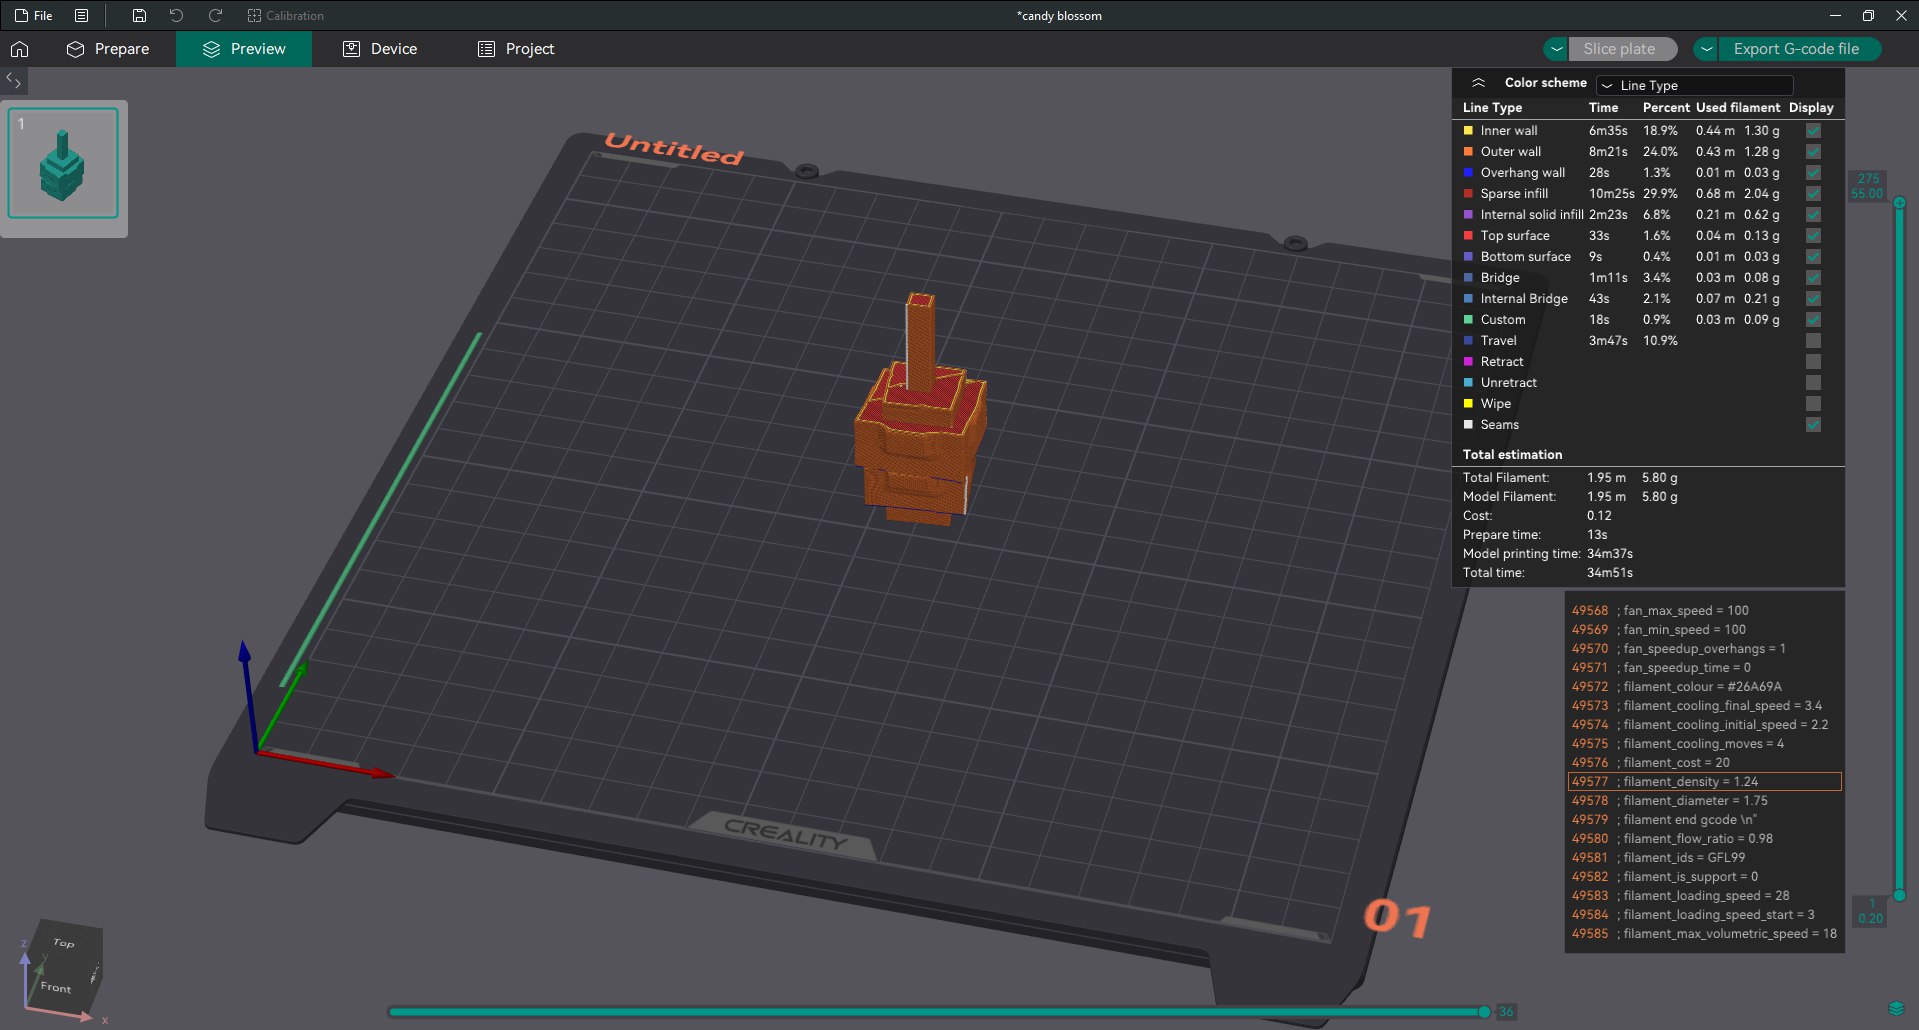 File
Calibration
*candy blossom
Prepare
Preview
Device
Project
Slice plate
Export G-code file
1
Untitled
Color scheme
Line Type
Line Type Time Percent Used filament Display
Inner wall 6m35s 18.9% 0.44 m 1.30 g
Outer wall 8m21s 24.0% 0.43 m 1.28 g
Overhang wall 28s 1.3% 0.01 m 0.03 g
Sparse infill 10m25s 29.9% 0.68 m 2.04 g
Internal solid infill 2m23s 6.8% 0.21 m 0.62 g
Top surface 33s 1.6% 0.04 m 0.13 g
Bottom surface 9s 0.4% 0.01 m 0.03 g
Bridge 1m11s 3.4% 0.03 m 0.08 g
Internal Bridge 43s 2.1% 0.07 m 0.21 g
Custom 18s 0.9% 0.03 m 0.09 g
Travel 3m47s 10.9%
Retract
Unretract
Wipe
Seams
Total estimation
Total Filament: 1.95 m 5.80 g
Model Filament: 1.95 m 5.80 g
Cost: 0.12
Prepare time: 13s
Model printing time: 34m37s
Total time: 34m51s
275
55.00
49568 ; fan_max_speed = 100
49569 ; fan_min_speed = 100
49570 ; fan_speedup_overhangs = 1
49571 ; fan_speedup_time = 0
49572 ; filament_colour = #26A69A
49573 ; filament_cooling_final_speed = 3.4
49574 ; filament_cooling_initial_speed = 2.2
49575 ; filament_cooling_moves = 4
49576 ; filament_cost = 20
49577 ; filament_density = 1.24
49578 ; filament_diameter = 1.75
49579 ; filament end gcode \n"
49580 ; filament_flow_ratio = 0.98
49581 ; filament_ids = GFL99
49582 ; filament_is_support = 0
49583 ; filament_loading_speed = 28
49584 ; filament_loading_speed_start = 3
49585 ; filament_max_volumetric_speed = 18
1
0.20
CREALITY
01
Top
Front
z
y
x
36